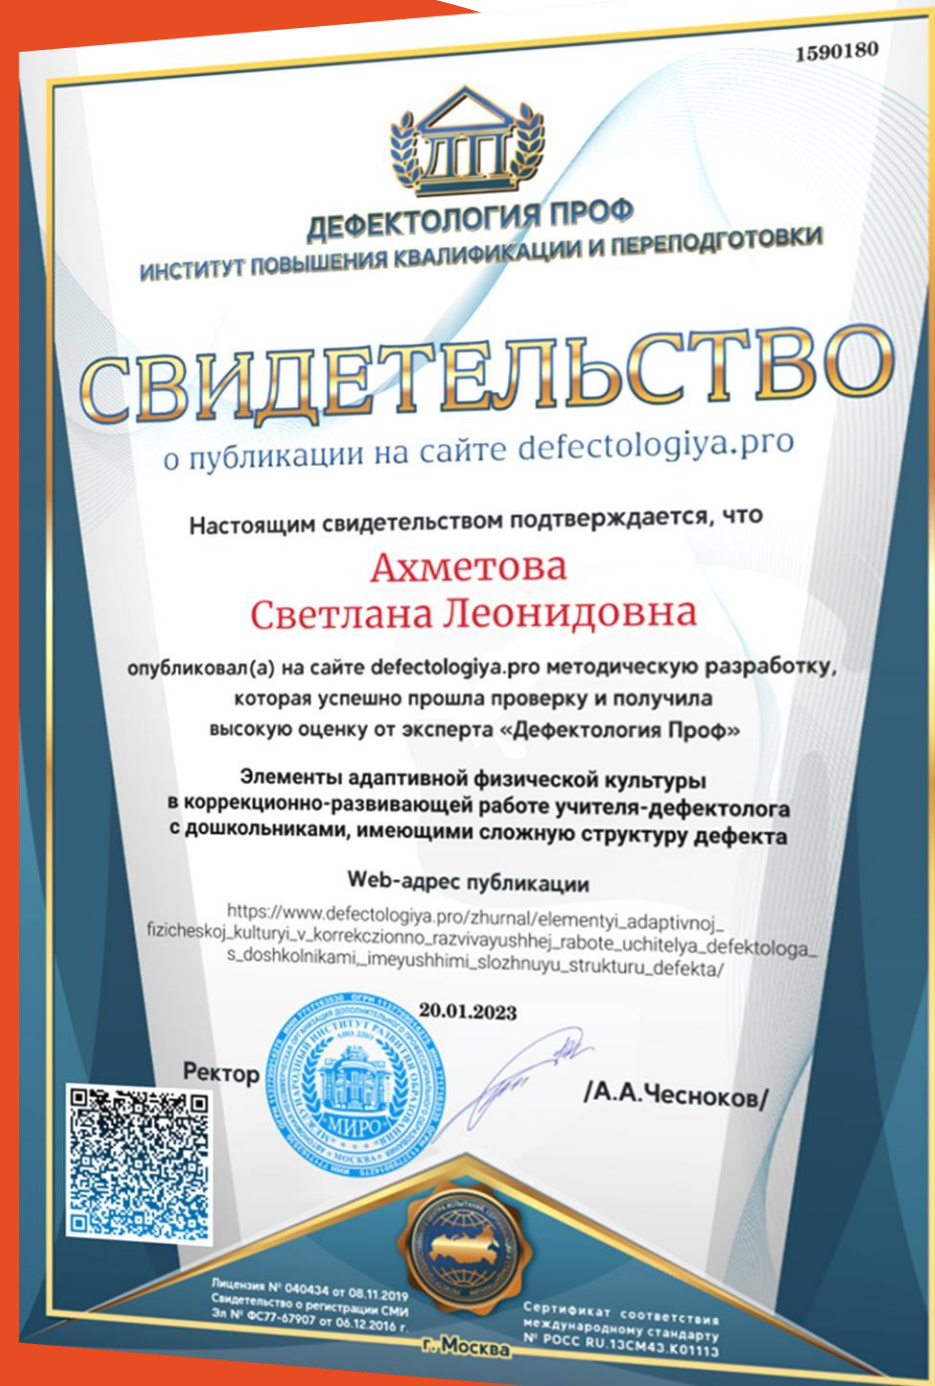 1590180
ДП
ДЕФЕКТОЛОГИЯ ПРОФ
ИНСТИТУТ ПОВЫШЕНИЯ КВАЛИФИКАЦИИ И ПЕРЕПОДГОТОВКИ
СВИДЕТЕЛЬСТВО
о публикации на сайте defectologiya.pro
Настоящим свидетельством подтверждается, что
Ахметова
Светлана Леонидовна
опубликовал(а) на сайте defectologiya.pro методическую разработку,
которая успешно прошла проверку и получила
высокую оценку от эксперта «Дефектология Проф»
Элементы адаптивной физической культуры
в коррекционно-развивающей работе учителя-дефектолога
с дошкольниками, имеющими сложную структуру дефекта
Web-адрес публикации
https://www.defectologiya.pro/zhurnal/elementyi_adaptivnoj_
fizicheskoj_kulturyi_v_korrekczionno_razvivayushhej_rabote_uchitelya_defektologa_
s_doshkolnikami,_imeyushhimi_slozhnuyu_strukturu_defekta/
20.01.2023
Ректор
МИРО
МОСКВА
/А.А.Чесноков/
Лицензия № 040434 от 08.11.2019
Свидетельство о регистрации СМИ
Эл № ФС77-67907 от 06.12.2016 г.
Сертификат соответствия
международному стандарту
№ РОСС RU.13СМ43.К01113
г. Москва